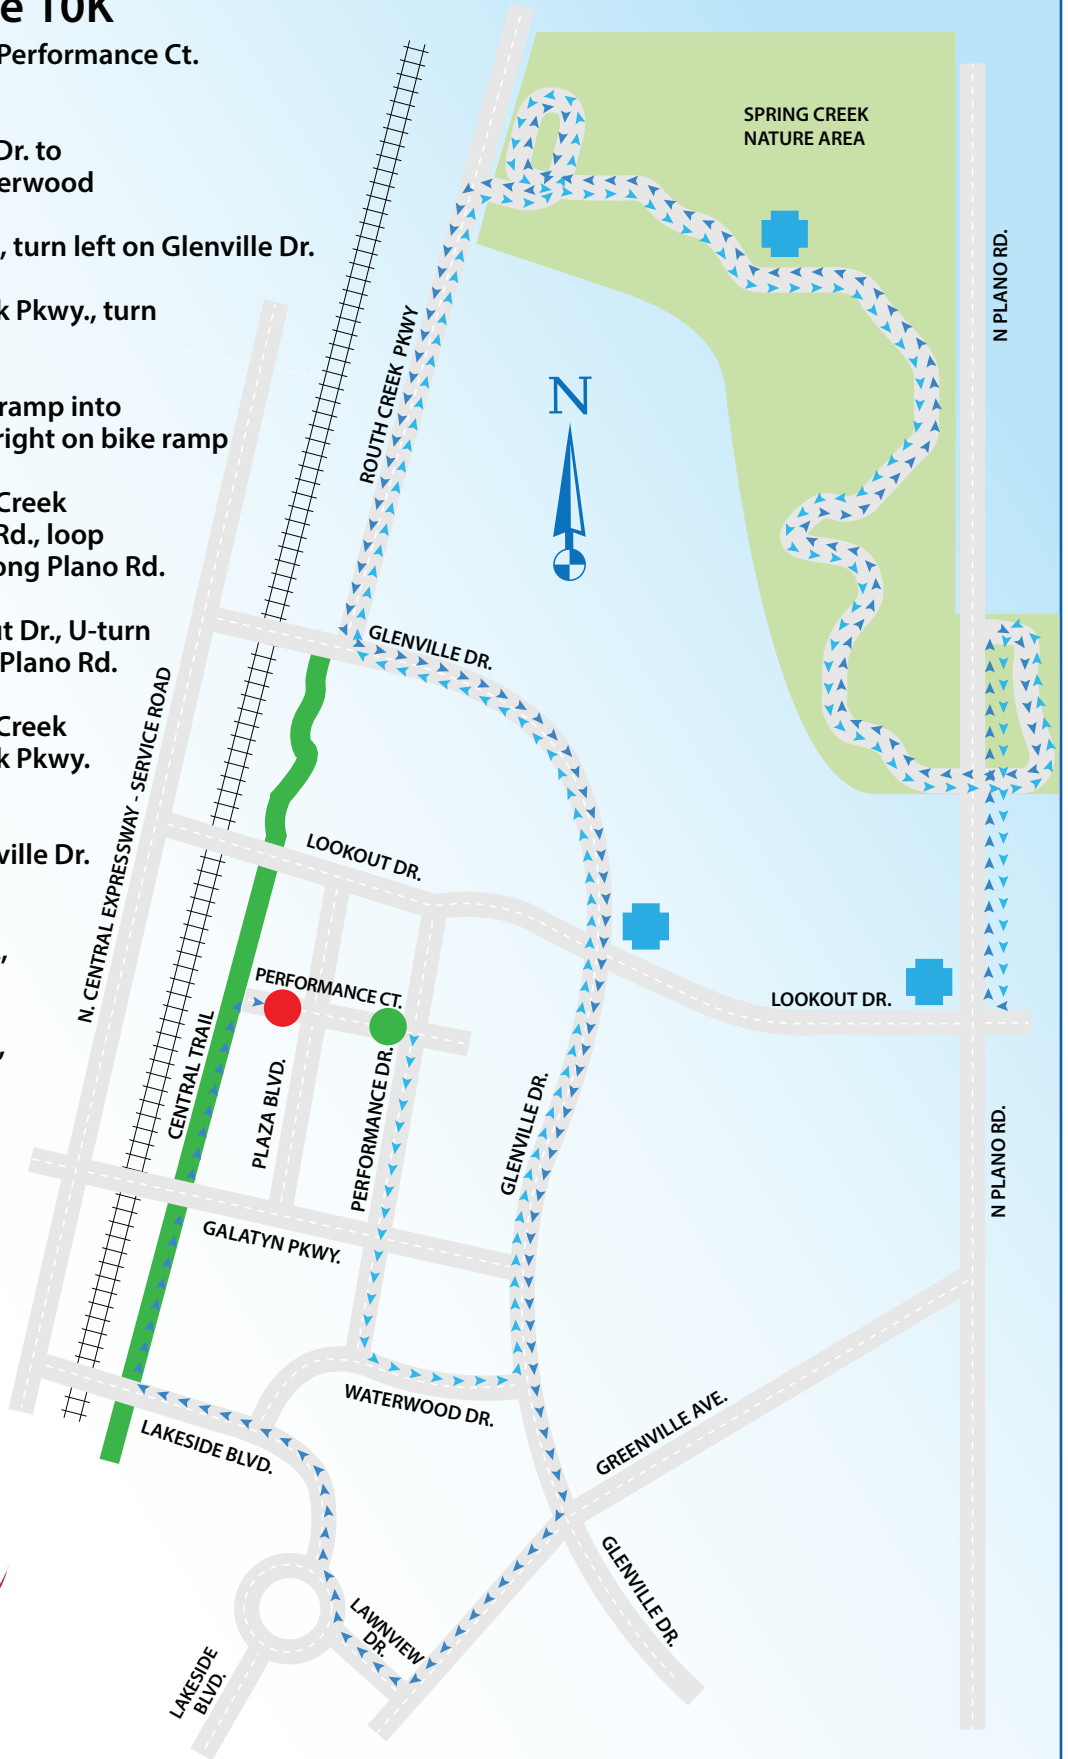 e 10K
Performance Ct.
Dr. to
erwood
, turn left on Glenville Dr.
k Pkwy., turn
ramp into
right on bike ramp
Creek
Rd., loop
ong Plano Rd.
ut Dr., U-turn
Plano Rd.
Creek
k Pkwy.
ville Dr.
,
,
SPRING CREEK
NATURE AREA
N PLANO RD.
ROUTH CREEK PKWY
N
GLENVILLE DR.
N. CENTRAL EXPRESSWAY - SERVICE ROAD
LOOKOUT DR.
PERFORMANCE CT.
LOOKOUT DR.
CENTRAL TRAIL
PLAZA BLVD.
PERFORMANCE DR.
GLENVILLE DR.
N PLANO RD.
GALATYN PKWY.
WATERWOOD DR.
GREENVILLE AVE.
LAKESIDE BLVD.
GLENVILLE DR.
LAWNVIEW
DR.
LAKESIDE
BLVD.